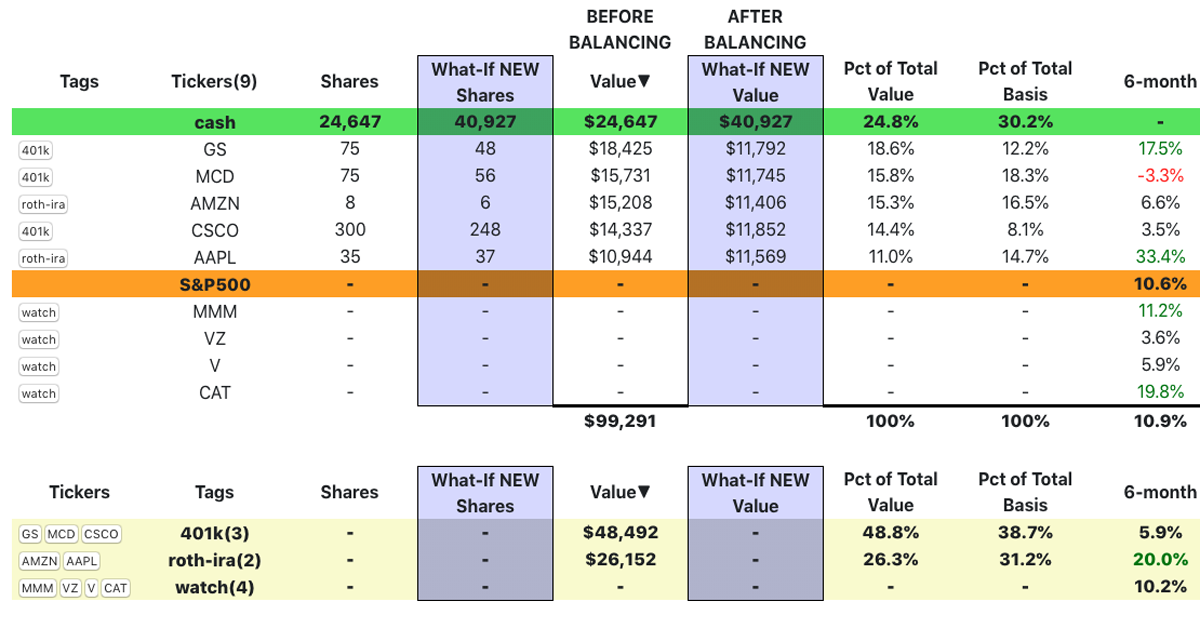 BEFORE AFTER
BALANCING BALANCING
Tags Tickers(9) Shares What-If NEW Shares Value▼ What-If NEW Value Pct of Total Value Pct of Total Basis 6-month
cash 24,647 40,927 $24,647 $40,927 24.8% 30.2% -
401k GS 75 48 $18,425 $11,792 18.6% 12.2% 17.5%
401k MCD 75 56 $15,731 $11,745 15.8% 18.3% -3.3%
roth-ira AMZN 8 6 $15,208 $11,406 15.3% 16.5% 6.6%
401k CSCO 300 248 $14,337 $11,852 14.4% 8.1% 3.5%
roth-ira AAPL 35 37 $10,944 $11,569 11.0% 14.7% 33.4%
S&P500 - - - - - - 10.6%
watch MMM - - - - - - 11.2%
watch VZ - - - - - - 3.6%
watch V - - - - - - 5.9%
watch CAT - - - - - - 19.8%
$99,291 100% 100% 10.9%
Tickers Tags Shares What-If NEW Shares Value▼ What-If NEW Value Pct of Total Value Pct of Total Basis 6-month
GS MCD CSCO 401k(3) - - $48,492 - 48.8% 38.7% 5.9%
AMZN AAPL roth-ira(2) - - $26,152 - 26.3% 31.2% 20.0%
MMM VZ V CAT watch(4) - - - - - - 10.2%